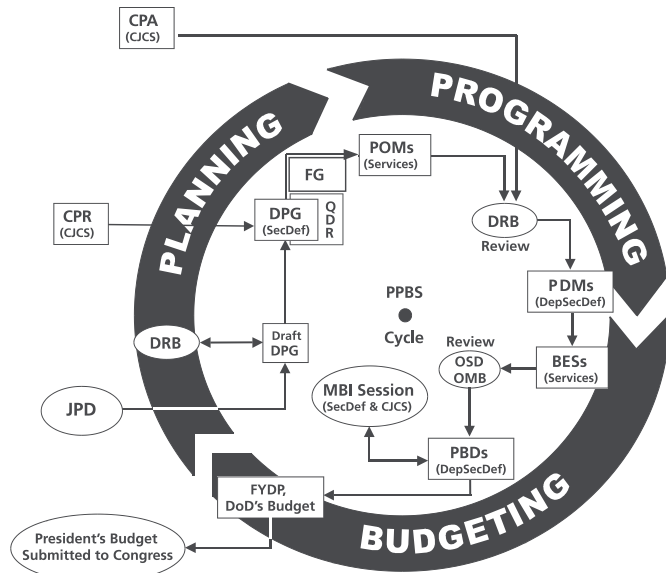 CPA
(CJCS)
PLANNING
PROGRAMMING
BUDGETING
POMs
(Services)
FG
DPG
(SecDef)
Q
D
R
CPR
(CJCS)
DRB
Review
PDMs
(DepSecDef)
PPBS
Cycle
DRB
Draft
DPG
Review
OSD
OMB
BESs
(Services)
MBI Session
(SecDef & CJCS)
JPD
PBDs
(DepSecDef)
FYDP,
DoD's Budget
President's Budget
Submitted to Congress